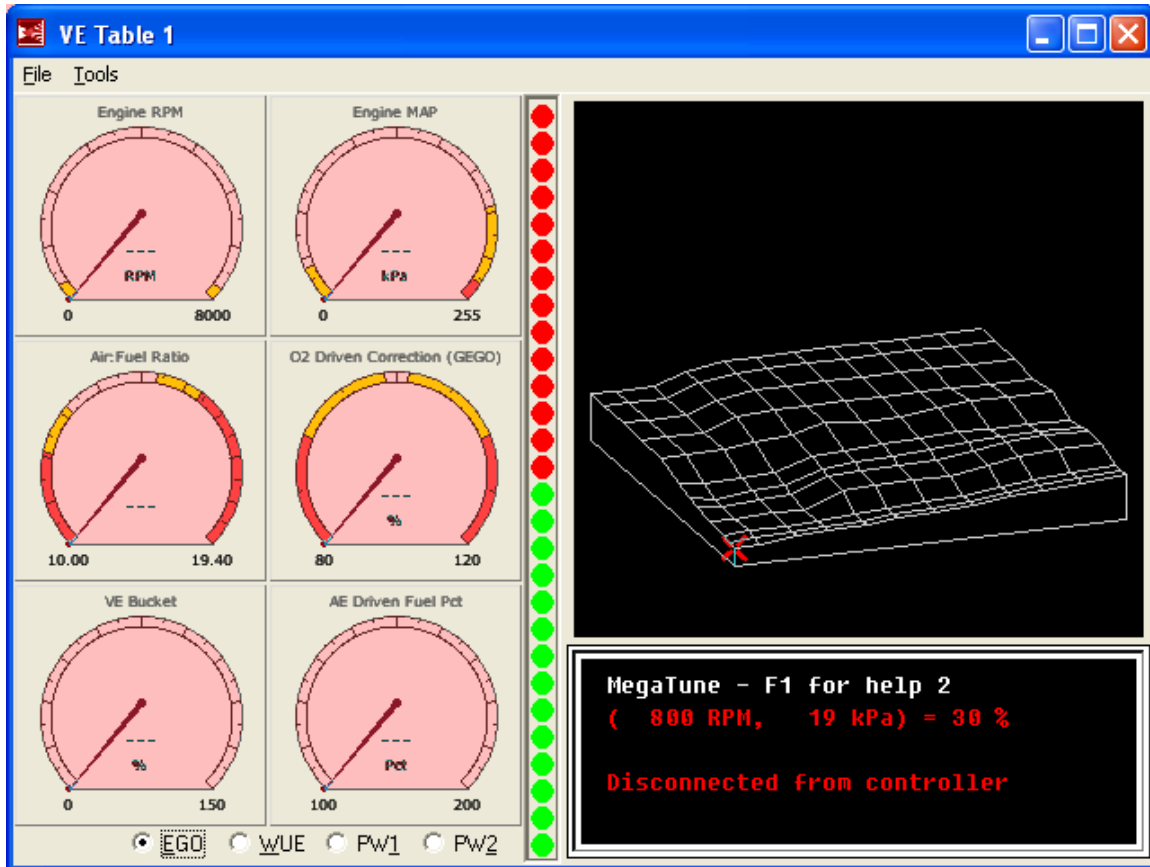 VE Table 1
File Tools
Engine RPM
---
RPM
0 8000
Engine MAP
---
kPa
0 255
Air:Fuel Ratio
---
10.00 19.40
O2 Driven Correction (GEGO)
---
%
80 120
VE Bucket
---
%
0 150
AE Driven Fuel Pct
---
Pct
100 200
EGO WUE PW1 PW2
MegaTune - F1 for help 2
( 800 RPM, 19 kPa) = 30 %
Disconnected from controller